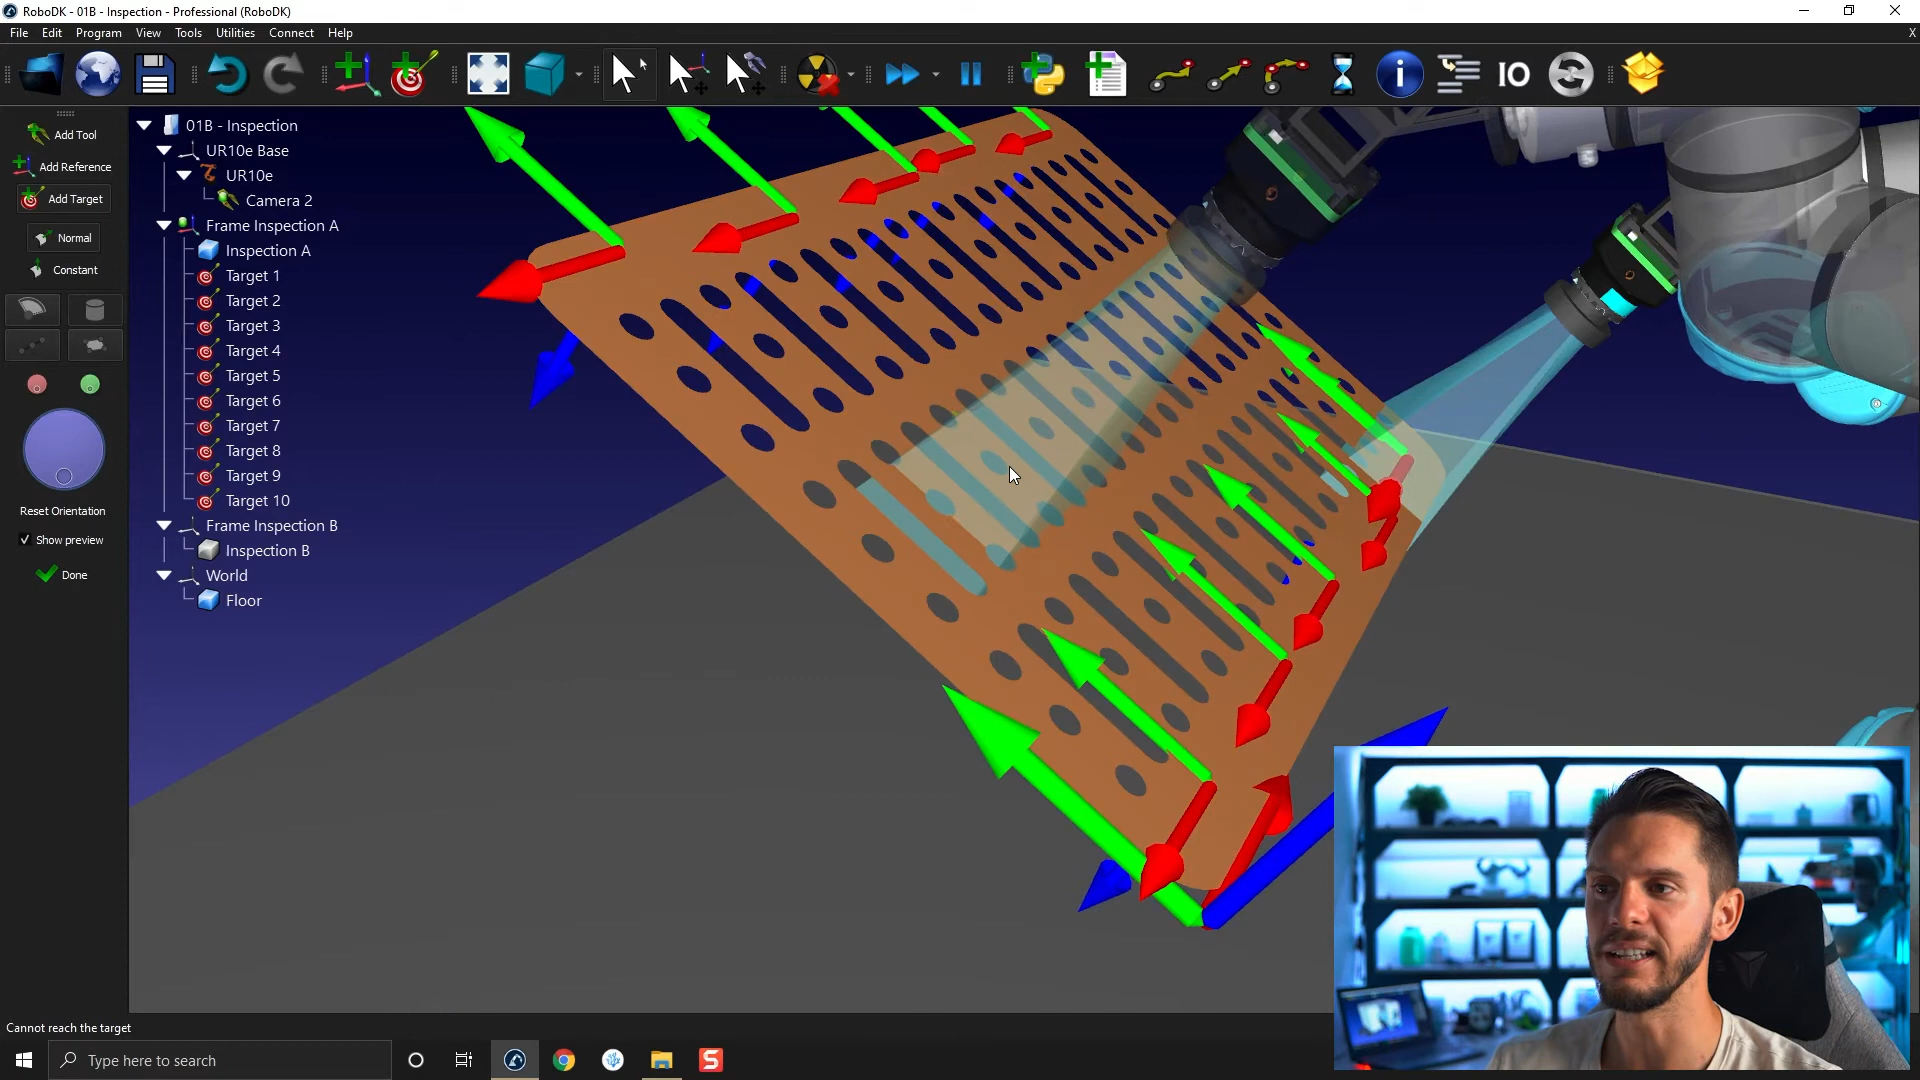 RoboDK - 01B - Inspection - Professional (RoboDK)
File Edit Program View Tools Utilities Connect Help X
IO
Add Tool
Add Reference
Add Target
Normal
Constant
Reset Orientation
Show preview
Done
01B - Inspection
UR10e Base
UR10e
Camera 2
Frame Inspection A
Inspection A
Target 1
Target 2
Target 3
Target 4
Target 5
Target 6
Target 7
Target 8
Target 9
Target 10
Frame Inspection B
Inspection B
World
Floor
Cannot reach the target
Type here to search